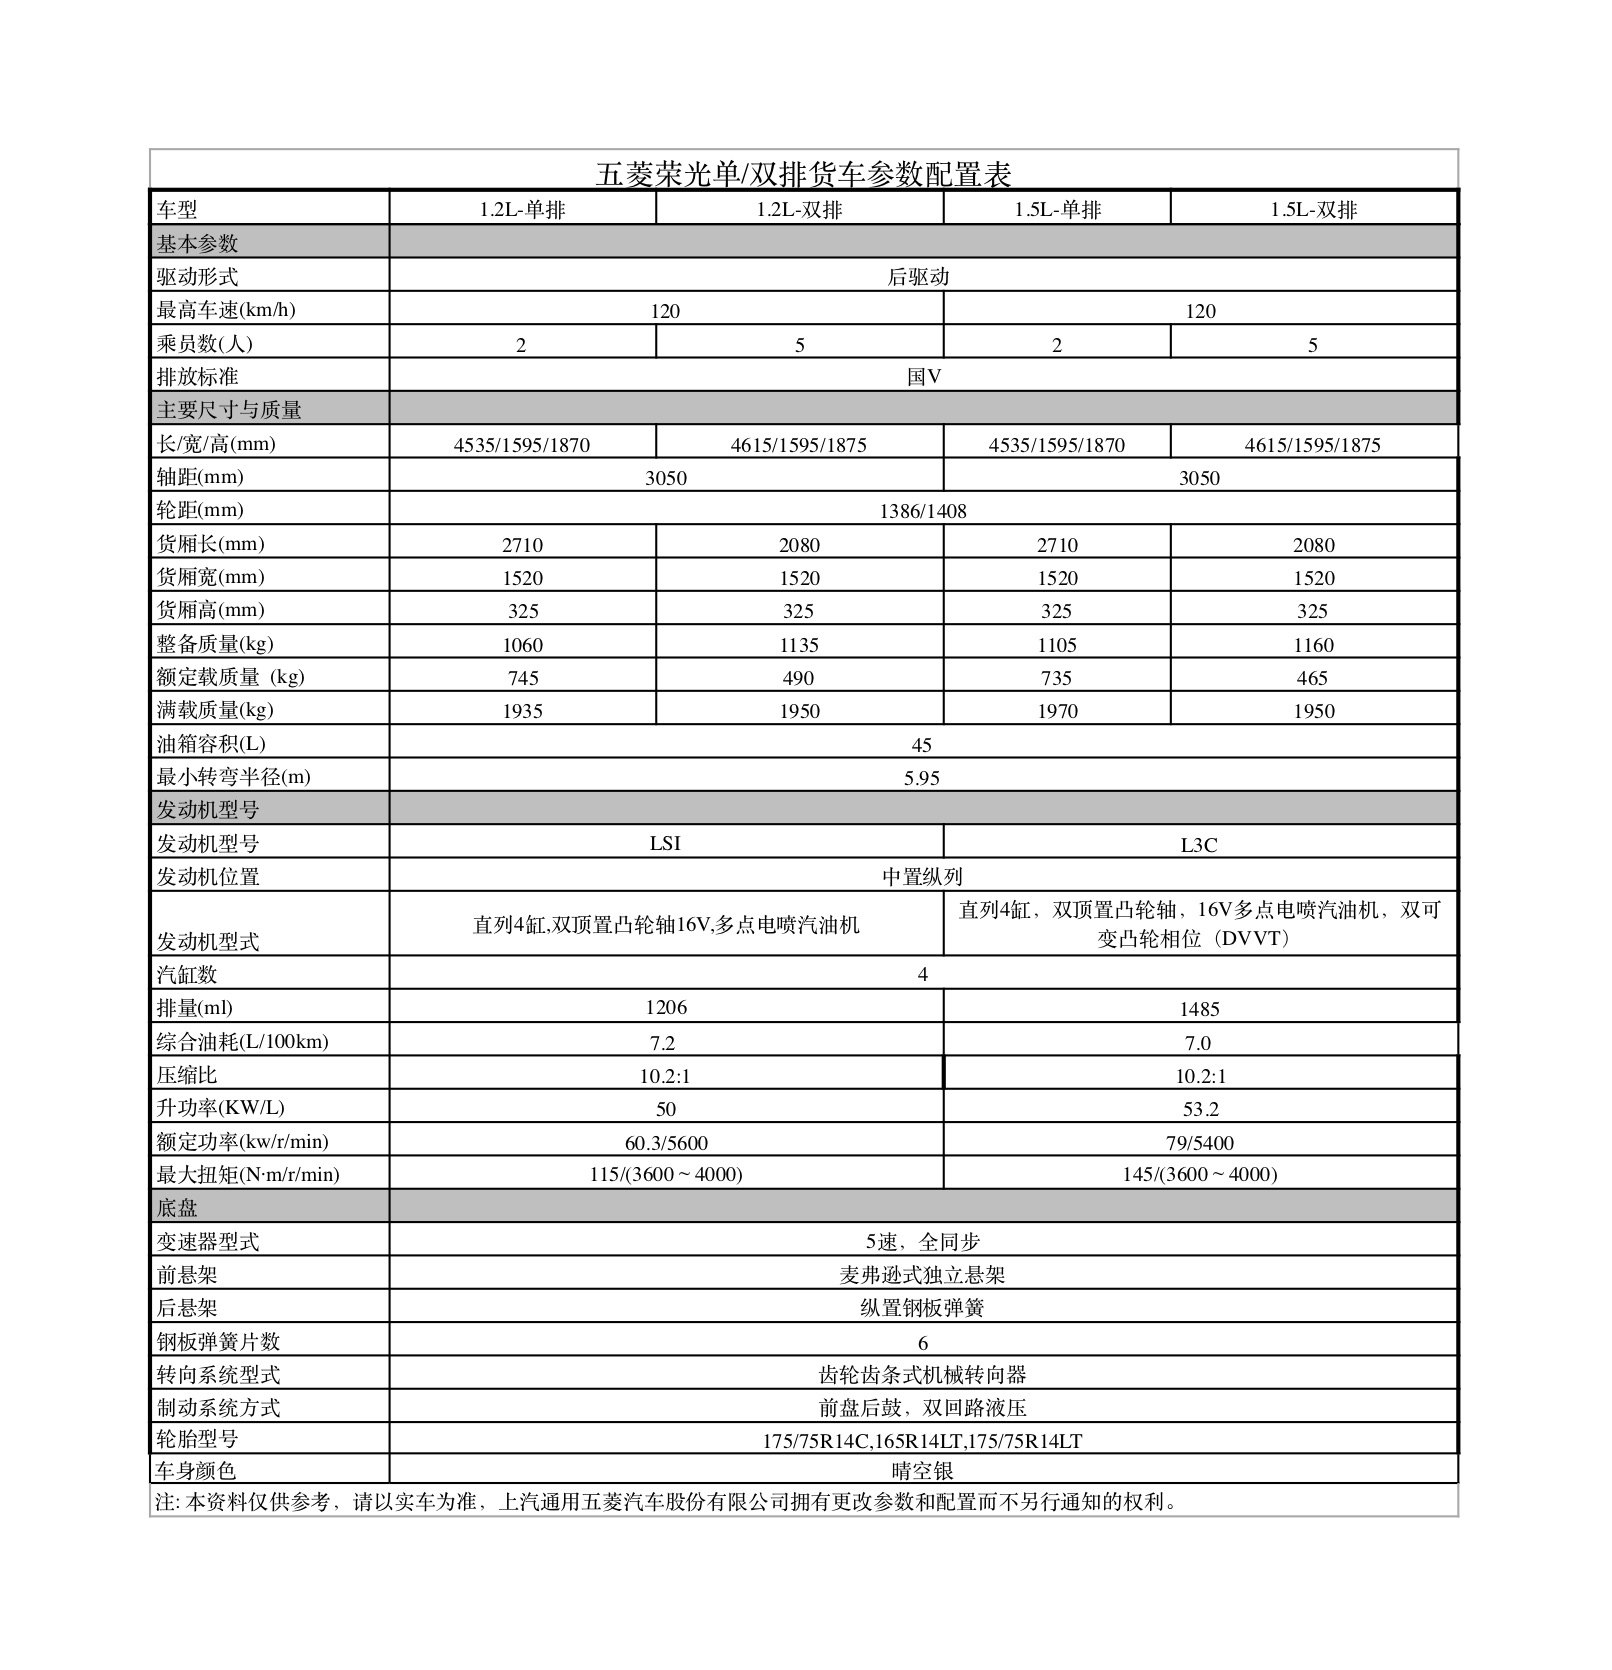 五菱荣光单/双排货车参数配置表
车型 1.2L-单排 1.2L-双排 1.5L-单排 1.5L-双排
基本参数
驱动形式 后驱动
最高车速(km/h) 120 120
乘员数(人) 2 5 2 5
排放标准 国V
主要尺寸与质量
长/宽/高(mm) 4535/1595/1870 4615/1595/1875 4535/1595/1870 4615/1595/1875
轴距(mm) 3050 3050
轮距(mm) 1386/1408
货厢长(mm) 2710 2080 2710 2080
货厢宽(mm) 1520 1520 1520 1520
货厢高(mm) 325 325 325 325
整备质量(kg) 1060 1135 1105 1160
额定载质量 (kg) 745 490 735 465
满载质量(kg) 1935 1950 1970 1950
油箱容积(L) 45
最小转弯半径(m) 5.95
发动机型号
发动机型号 LSI L3C
发动机位置 中置纵列
发动机型式 直列4缸,双顶置凸轮轴16V,多点电喷汽油机 直列4缸，双顶置凸轮轴，16V多点电喷汽油机，双可
变凸轮相位（DVVT）
汽缸数 4
排量(ml) 1206 1485
综合油耗(L/100km) 7.2 7.0
压缩比 10.2:1 10.2:1
升功率(KW/L) 50 53.2
额定功率(kw/r/min) 60.3/5600 79/5400
最大扭矩(N·m/r/min) 115/(3600～4000) 145/(3600～4000)
底盘
变速器型式 5速，全同步
前悬架 麦弗逊式独立悬架
后悬架 纵置钢板弹簧
钢板弹簧片数 6
转向系统型式 齿轮齿条式机械转向器
制动系统方式 前盘后鼓，双回路液压
轮胎型号 175/75R14C,165R14LT,175/75R14LT
车身颜色 晴空银
注: 本资料仅供参考，请以实车为准，上汽通用五菱汽车股份有限公司拥有更改参数和配置而不另行通知的权利。